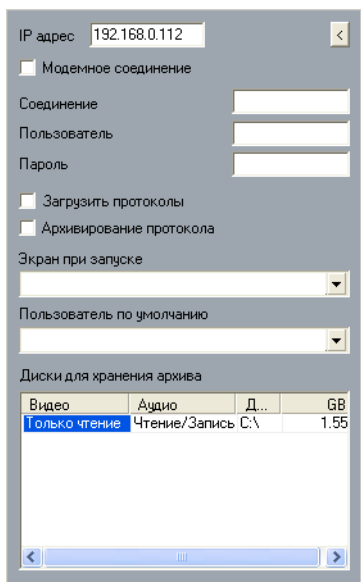 IP адрес 192.168.0.112 <
Модемное соединение
Соединение
Пользователь
Пароль
Загрузить протоколы
Архивирование протокола
Экран при запуске
Пользователь по умолчанию
Диски для хранения архива
Видео Аудио Д... GB
Только чтение Чтение/Запись C:\ 1.55